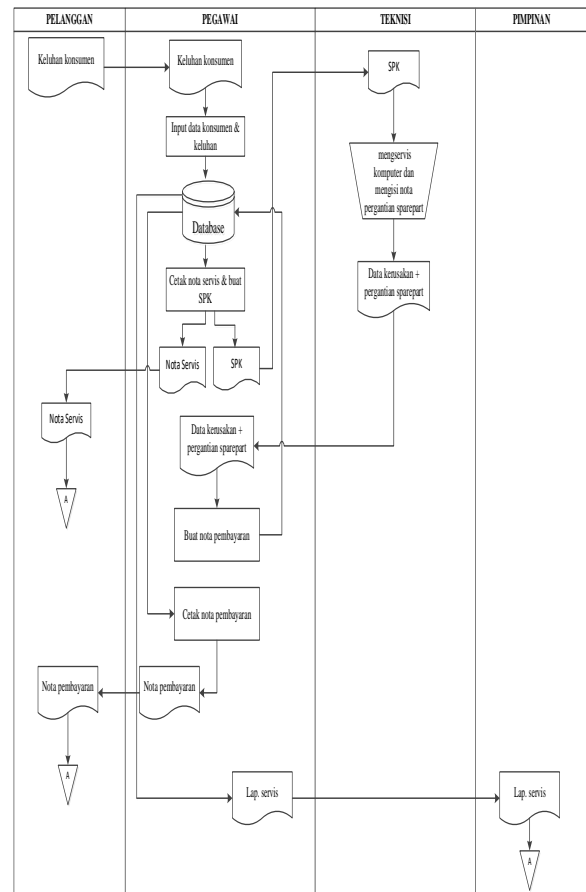 PELANGGAN
PEGAWAI
TEKNISI
PIMPINAN
Keluhan konsumen
Keluhan konsumen
SPK
Input data konsumen &
keluhan
mengservis
komputer dan
mengisi nota
pergantian sparepart
Database
Data kerusakan +
pergantian sparepart
Cetak nota servis & buat
SPK
Nota Servis
SPK
Nota Servis
Data kerusakan +
pergantian sparepart
A
Buat nota pembayaran
Cetak nota pembayaran
Nota pembayaran
Nota pembayaran
A
Lap. servis
Lap. servis
A